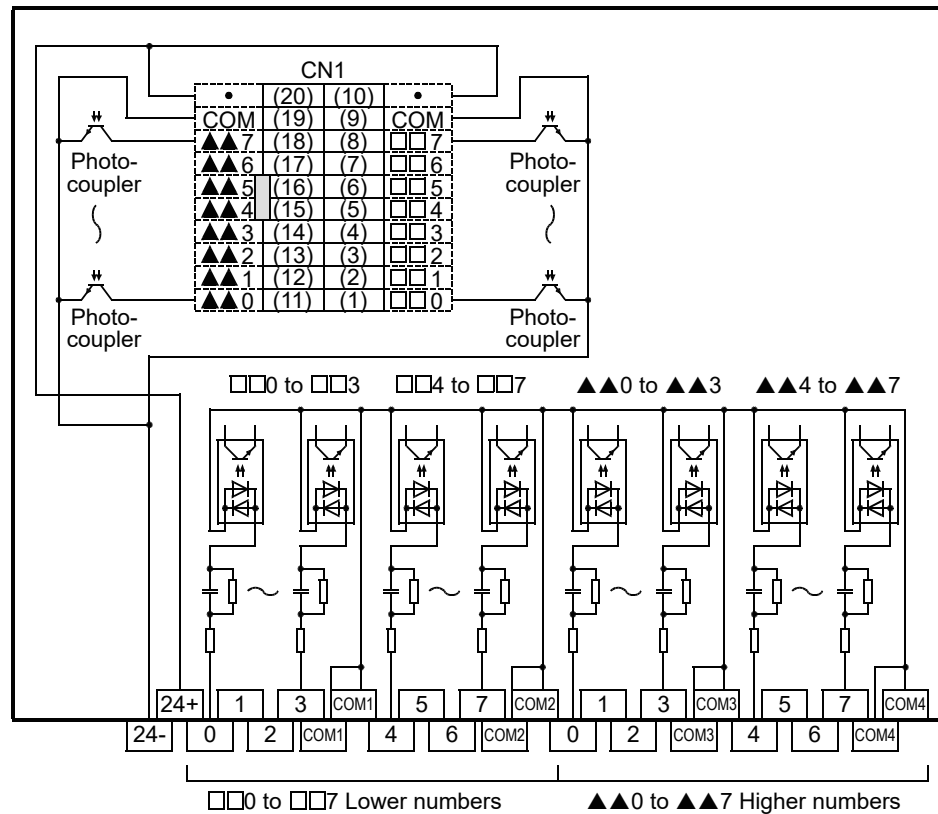 CN1
• (20) (10) •
COM (19) (9) COM
▲▲7 (18) (8) □□7
▲▲6 (17) (7) □□6
▲▲5 (16) (6) □□5
▲▲4 (15) (5) □□4
▲▲3 (14) (4) □□3
▲▲2 (13) (3) □□2
▲▲1 (12) (2) □□1
▲▲0 (11) (1) □□0
Photo-
coupler
Photo-
coupler
Photo-
coupler
Photo-
coupler
□□0 to □□3 □□4 to □□7 ▲▲0 to ▲▲3 ▲▲4 to ▲▲7
24+ 1 3 COM1 5 7 COM2 1 3 COM3 5 7 COM4
24- 0 2 COM1 4 6 COM2 0 2 COM3 4 6 COM4
□□0 to □□7 Lower numbers ▲▲0 to ▲▲7 Higher numbers